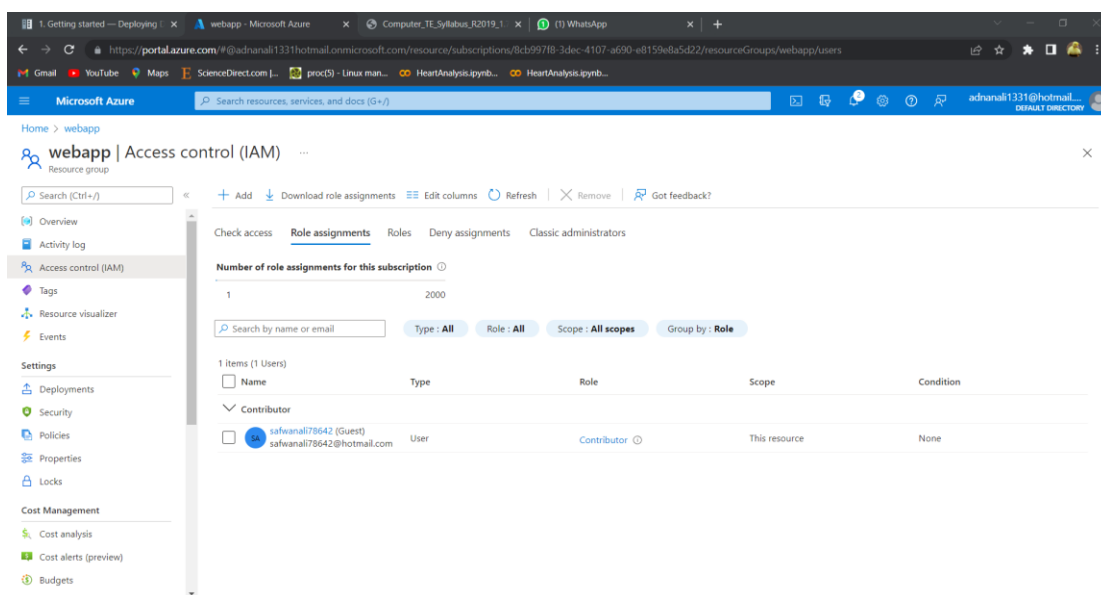 1. Getting started — Deploying
webapp - Microsoft Azure
Computer_TE_Syllabus_R2019_1.
(1) WhatsApp
https://portal.azure.com/#@adnanali1331hotmail.onmicrosoft.com/resource/subscriptions/8cb997f8-3dec-4107-a690-e8159e8a5d22/resourceGroups/webapp/users
Gmail YouTube Maps ScienceDirect.com |... proc(5) - Linux man... HeartAnalysis.ipynb... HeartAnalysis.ipynb...
Microsoft Azure
Search resources, services, and docs (G+/)
2
adnanali1331@hotmail....
DEFAULT DIRECTORY
Home > webapp
webapp | Access control (IAM) ...
Resource group
Search (Ctrl+/)
Overview
Activity log
Access control (IAM)
Tags
Resource visualizer
Events
Settings
Deployments
Security
Policies
Properties
Locks
Cost Management
Cost analysis
Cost alerts (preview)
Budgets
Add Download role assignments Edit columns Refresh Remove Got feedback?
Check access Role assignments Roles Deny assignments Classic administrators
Number of role assignments for this subscription
1 2000
Search by name or email
Type : All Role : All Scope : All scopes Group by : Role
1 items (1 Users)
Name Type Role Scope Condition
Contributor
SA safwanali78642 (Guest)
safwanali78642@hotmail.com
User Contributor This resource None